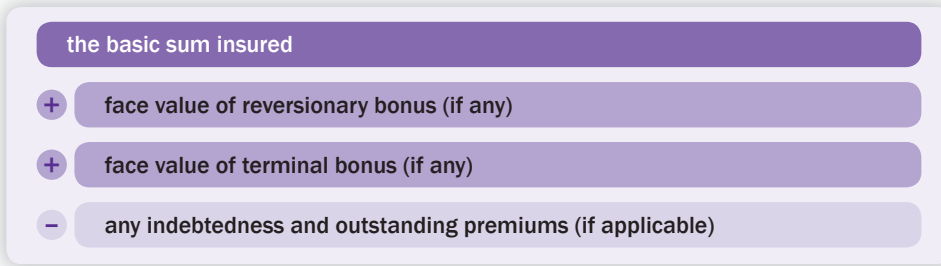 the basic sum insured
+ face value of reversionary bonus (if any)
+ face value of terminal bonus (if any)
– any indebtedness and outstanding premiums (if applicable)